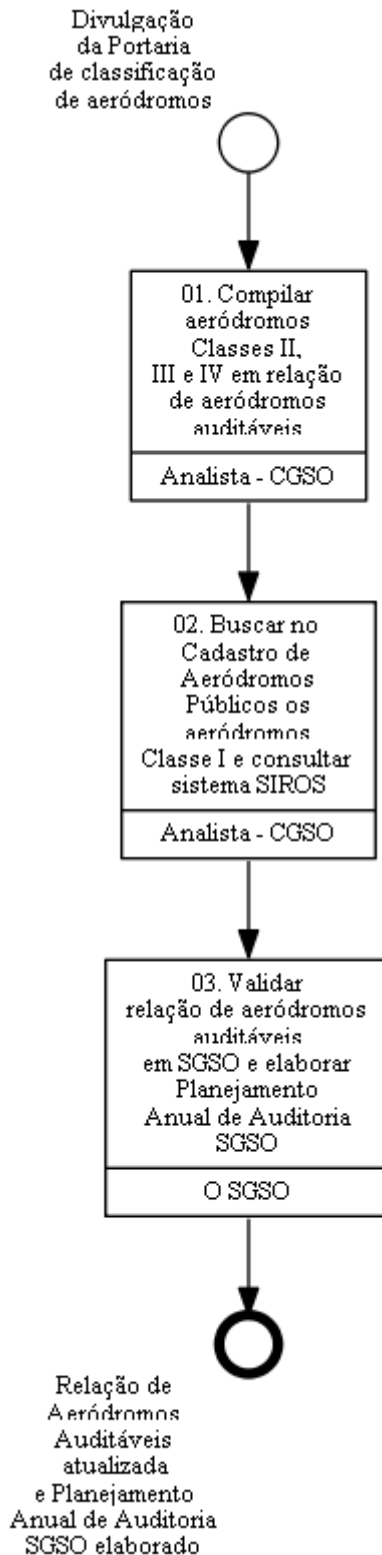 Divulgação
da Portaria
de classificação
de aeródromos
01. Compilar
aeródromos
Classes II,
III e IV em relação
de aeródromos
auditáveis
Analista - CGSO
02. Buscar no
Cadastro de
Aeródromos
Públicos os
aeródromos
Classe I e consultar
sistema SIROS
Analista - CGSO
03. Validar
relação de aeródromos
auditáveis
em SGSO e elaborar
Planejamento
Anual de Auditoria
SGSO
O SGSO
Relação de
Aeródromos
Auditáveis
atualizada
e Planejamento
Anual de Auditoria
SGSO elaborado